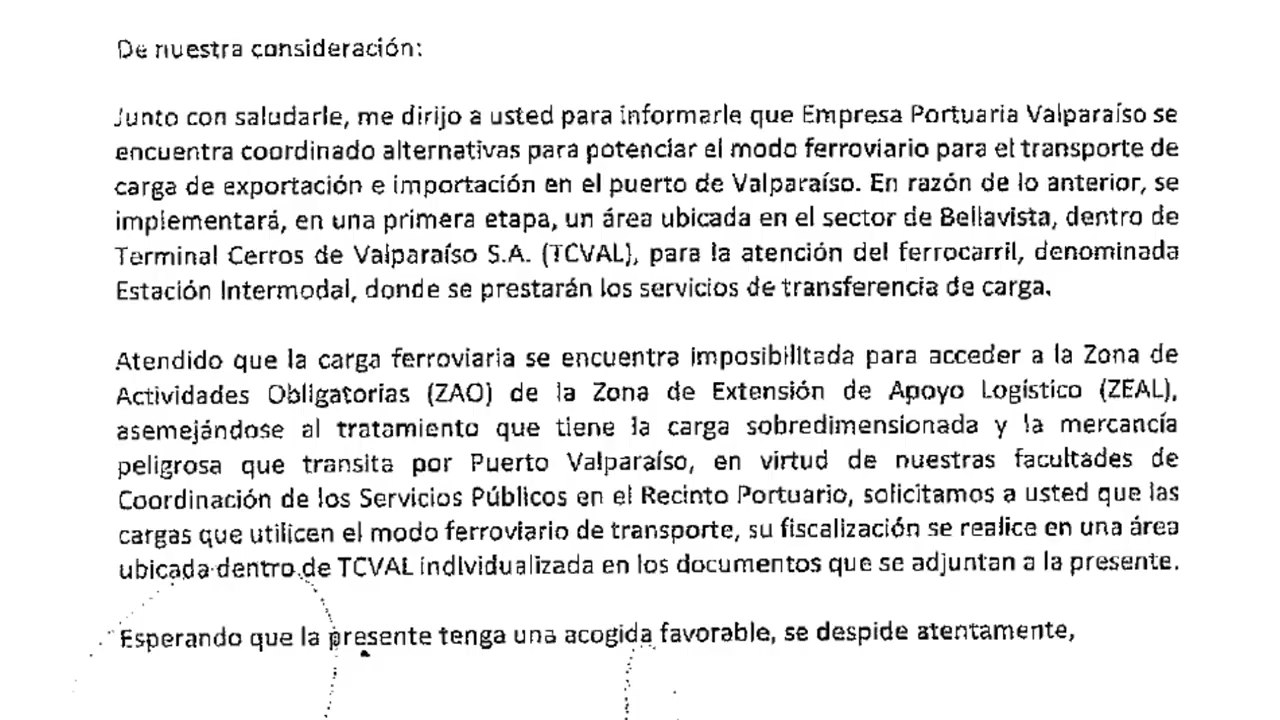 De nuestra consideración:
Junto con saludarle, me dirijo a usted para informarle que Empresa Portuaria Valparaíso se
encuentra coordinado alternativas para potenciar el modo ferroviario para el transporte de
carga de exportación e importación en el puerto de Valparaíso. En razón de lo anterior, se
implementará, en una primera etapa, un área ubicada en el sector de Bellavista, dentro de
Terminal Cerros de Valparaíso S.A. (TCVAL), para la atención del ferrocarril, denominada
Estación Intermodal, donde se prestarán los servicios de transferencia de carga.
Atendido que la carga ferroviaria se encuentra imposibilitada para acceder a la Zona de
Actividades Obligatorias (ZAO) de la Zona de Extensión de Apoyo Logístico (ZEAL),
asemejándose al tratamiento que tiene la carga sobredimensionada y la mercancía
peligrosa que transita por Puerto Valparaíso, en virtud de nuestras facultades de
Coordinación de los Servicios Públicos en el Recinto Portuario, solicitamos a usted que las
cargas que utilicen el modo ferroviario de transporte, su fiscalización se realice en una área
ubicada dentro de TCVAL individualizada en los documentos que se adjuntan a la presente.
Esperando que la presente tenga una acogida favorable, se despide atentamente,